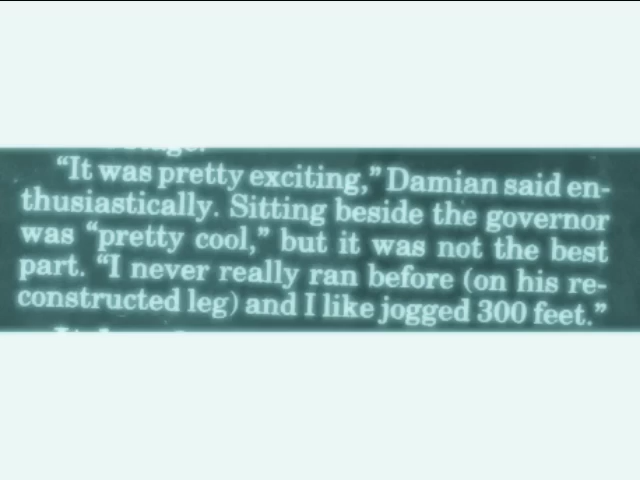 “It was pretty exciting,” Damian said en-
thusiastically. Sitting beside the governor
was “pretty cool,” but it was not the best
part. “I never really ran before (on his re-
constructed leg) and I like jogged 300 feet.”